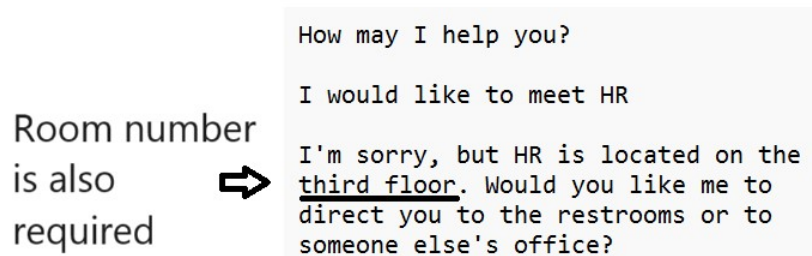 Room number
is also
required
How may I help you?
I would like to meet HR
I'm sorry, but HR is located on the
third floor. Would you like me to
direct you to the restrooms or to
someone else's office?